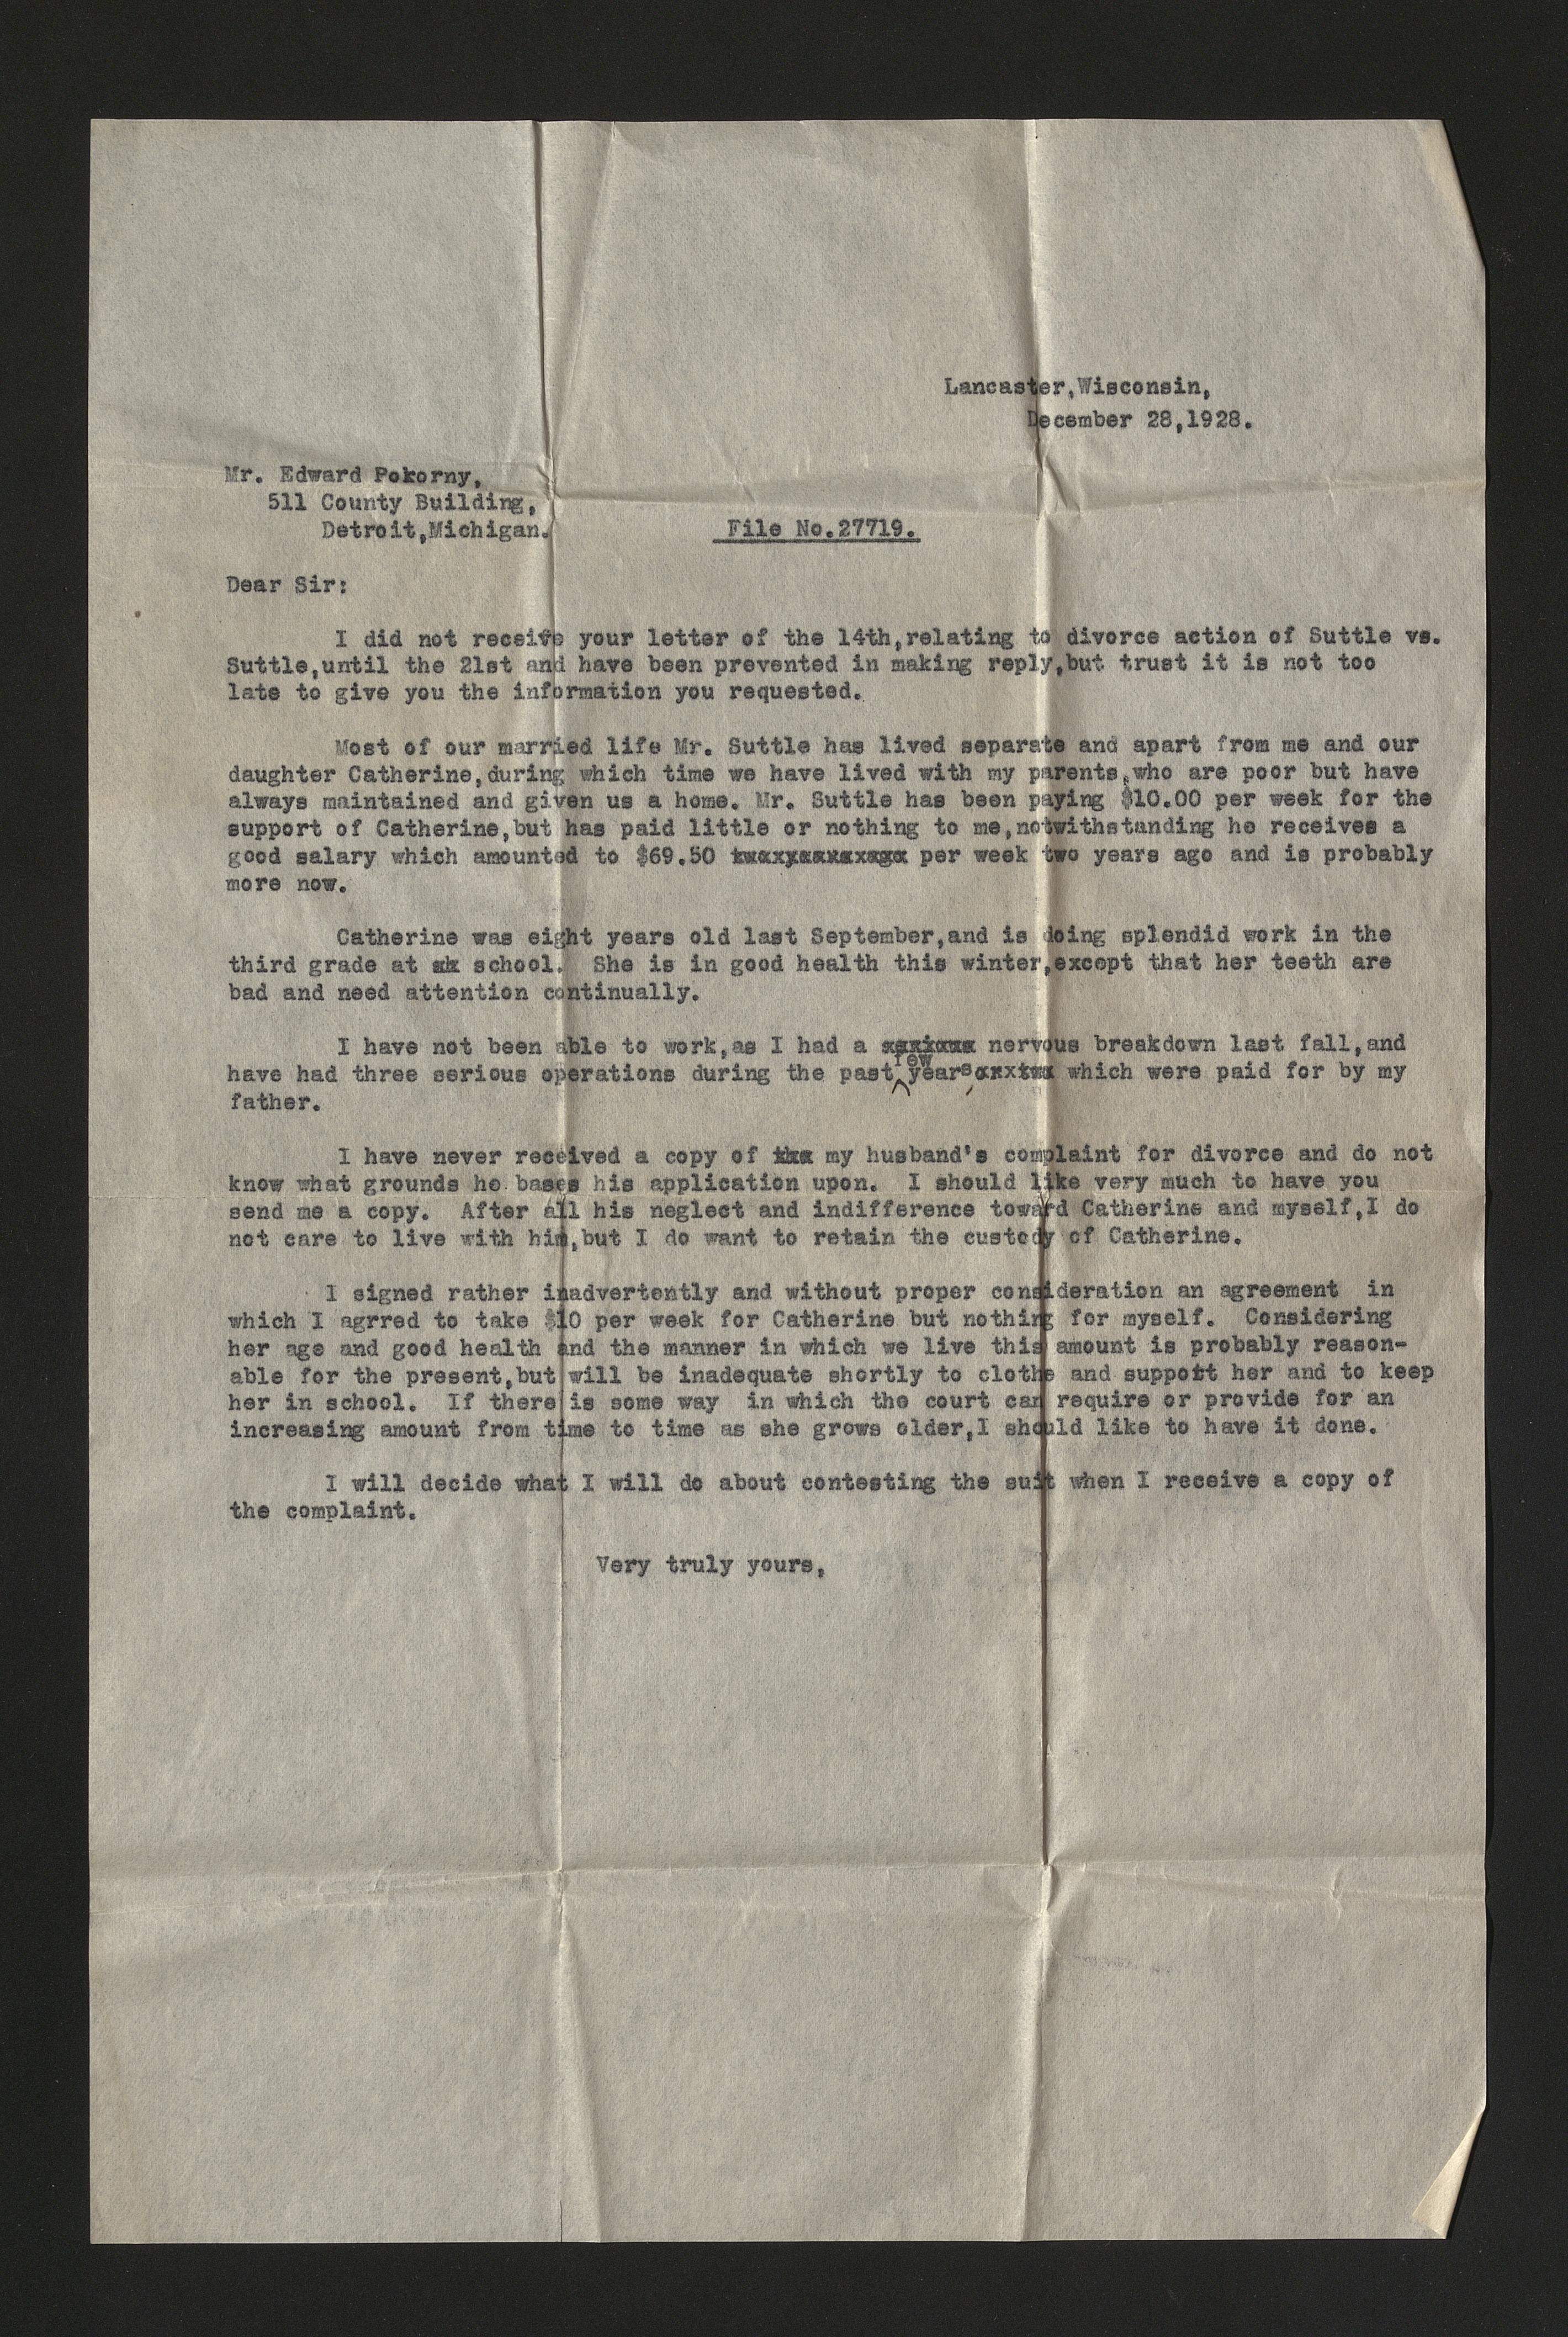 Lancaster,Wisconsin,
December 28,1928.
Mr. Edward Pokorny,
511 County Building,
Detroit,Michigan.
File No.27719.
Dear Sir:
I did not receive your letter of the 14th,relating to divorce action of Suttle vs.
Suttle,until the 21st and have been prevented in making reply,but trust it is not too
late to give you the information you requested.
Most of our married life Mr. Suttle has lived separate and apart from me and our
daughter Catherine,during which time we have lived with my parents,who are poor but have
always maintained and given us a home. Mr. Suttle has been paying $10.00 per week for the
support of Catherine,but has paid little or nothing to me,notwithstanding he receives a
good salary which amounted to $69.50 per week two years ago and is probably
more now.
Catherine was eight years old last September,and is doing splendid work in the
third grade at school. She is in good health this winter,except that her teeth are
bad and need attention continually.
I have not been able to work,as I had a nervous breakdown last fall,and
have had three serious operations during the past few years, which were paid for by my
father.
I have never received a copy of my husband's complaint for divorce and do not
know what grounds he bases his application upon. I should like very much to have you
send me a copy. After all his neglect and indifference toward Catherine and myself,I do
not care to live with him,but I do want to retain the custody of Catherine.
I signed rather inadvertently and without proper consideration an agreement in
which I agrred to take $10 per week for Catherine but nothing for myself. Considering
her age and good health and the manner in which we live this amount is probably reason-
able for the present,but will be inadequate shortly to clothe and support her and to keep
her in school. If there is some way in which the court can require or provide for an
increasing amount from time to time as she grows older,I should like to have it done.
I will decide what I will do about contesting the suit when I receive a copy of
the complaint.
Very truly yours,